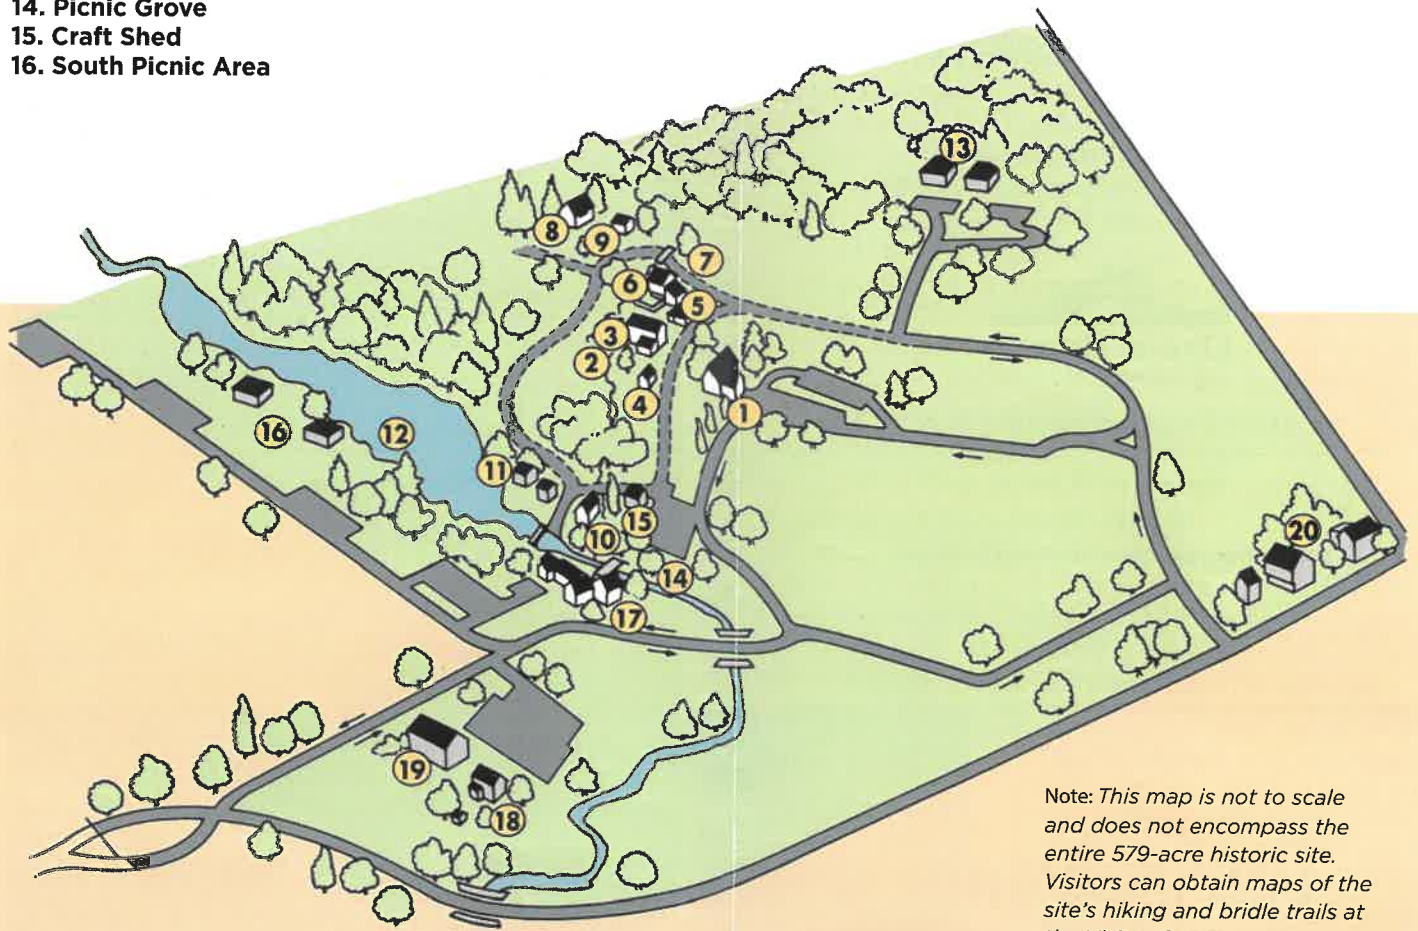 14. Picnic Grove
15. Craft Shed
16. South Picnic Area
13
8
9
7
6
5
3
2
4
1
16
12
11
15
10
14
17
20
19
18
Note: This map is not to scale
and does not encompass the
entire 579-acre historic site.
Visitors can obtain maps of the
site's hiking and bridle trails at